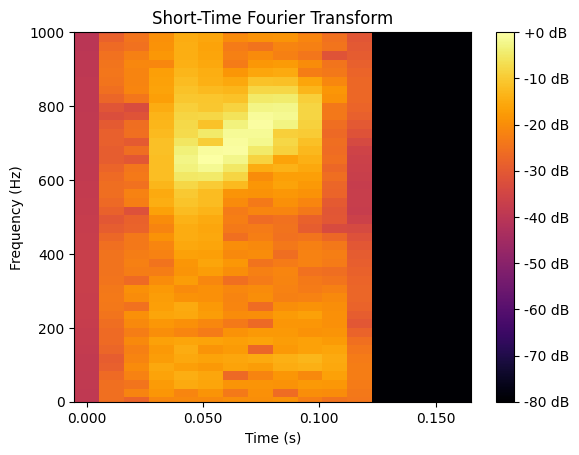 Short-Time Fourier Transform
1000
800
600
400
200
0
Frequency (Hz)
0.000
0.050
0.100
0.150
Time (s)
+0 dB
-10 dB
-20 dB
-30 dB
-40 dB
-50 dB
-60 dB
-70 dB
-80 dB